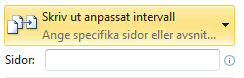 Skriv ut anpassat intervall
Ange specifika sidor eller avsnit...
Sidor: